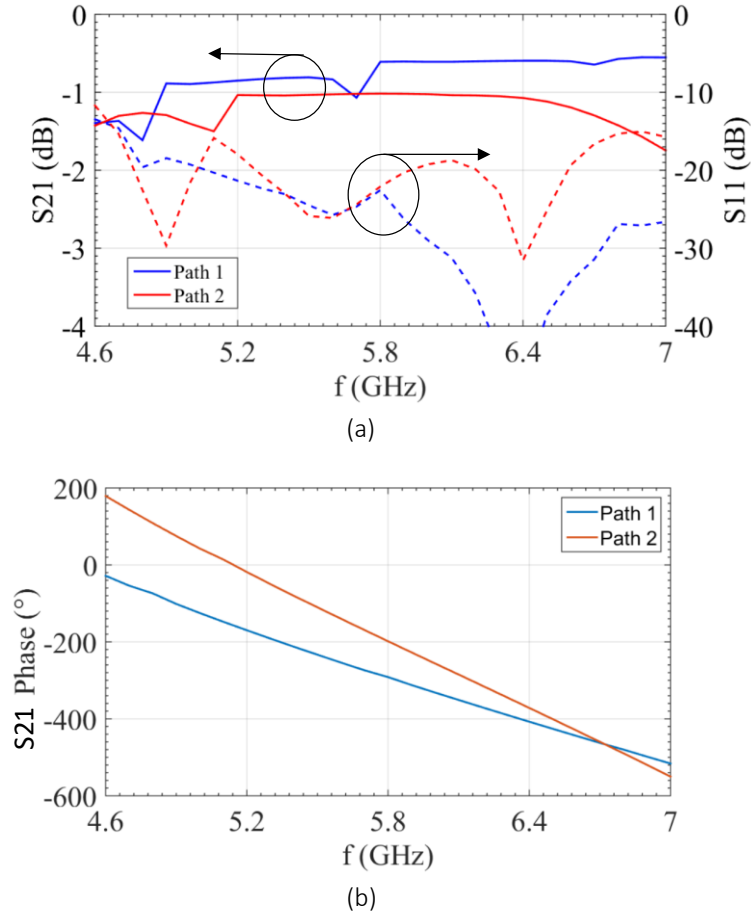 0
-1
-2
-3
-4
S21 (dB)
0
-10
-20
-30
-40
S11 (dB)
Path 1
Path 2
4.6
5.2
5.8
6.4
7
f (GHz)
(a)
200
0
-200
-400
-600
S21 Phase (°)
Path 1
Path 2
4.6
5.2
5.8
6.4
7
f (GHz)
(b)